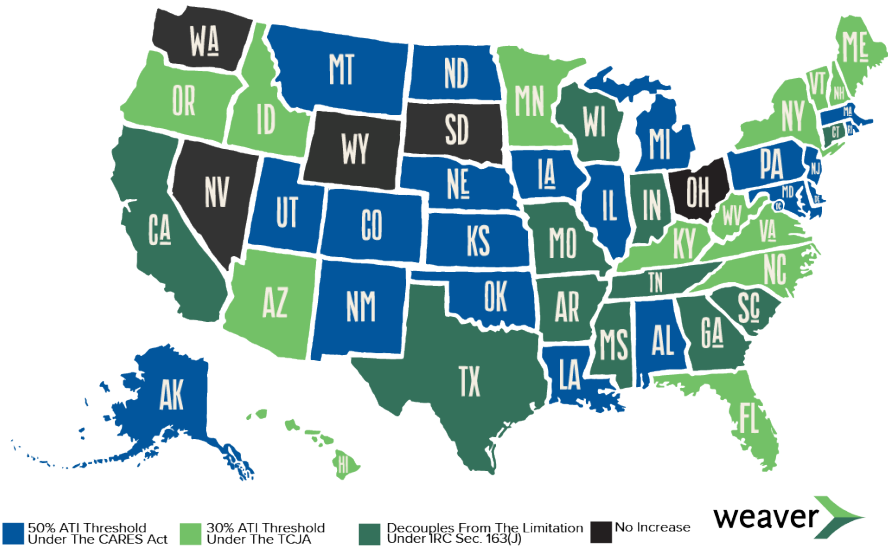 WA
MT
ND
ME
OR
ID
MN
VT
NH
SD
WI
NY
MA
WY
MI
CT
NV
NE
IA
PA
NJ
UT
CO
IL
IN
OH
MD
DC
CA
KS
MO
KY
WV
VA
AZ
NM
OK
AR
TN
NC
SC
MS
AL
GA
TX
LA
FL
AK
HI
50% ATI Threshold
Under The CARES Act
30% ATI Threshold
Under The TCJA
Decouples From The Limitation
Under IRC Sec. 163(J)
No Increase
weaver